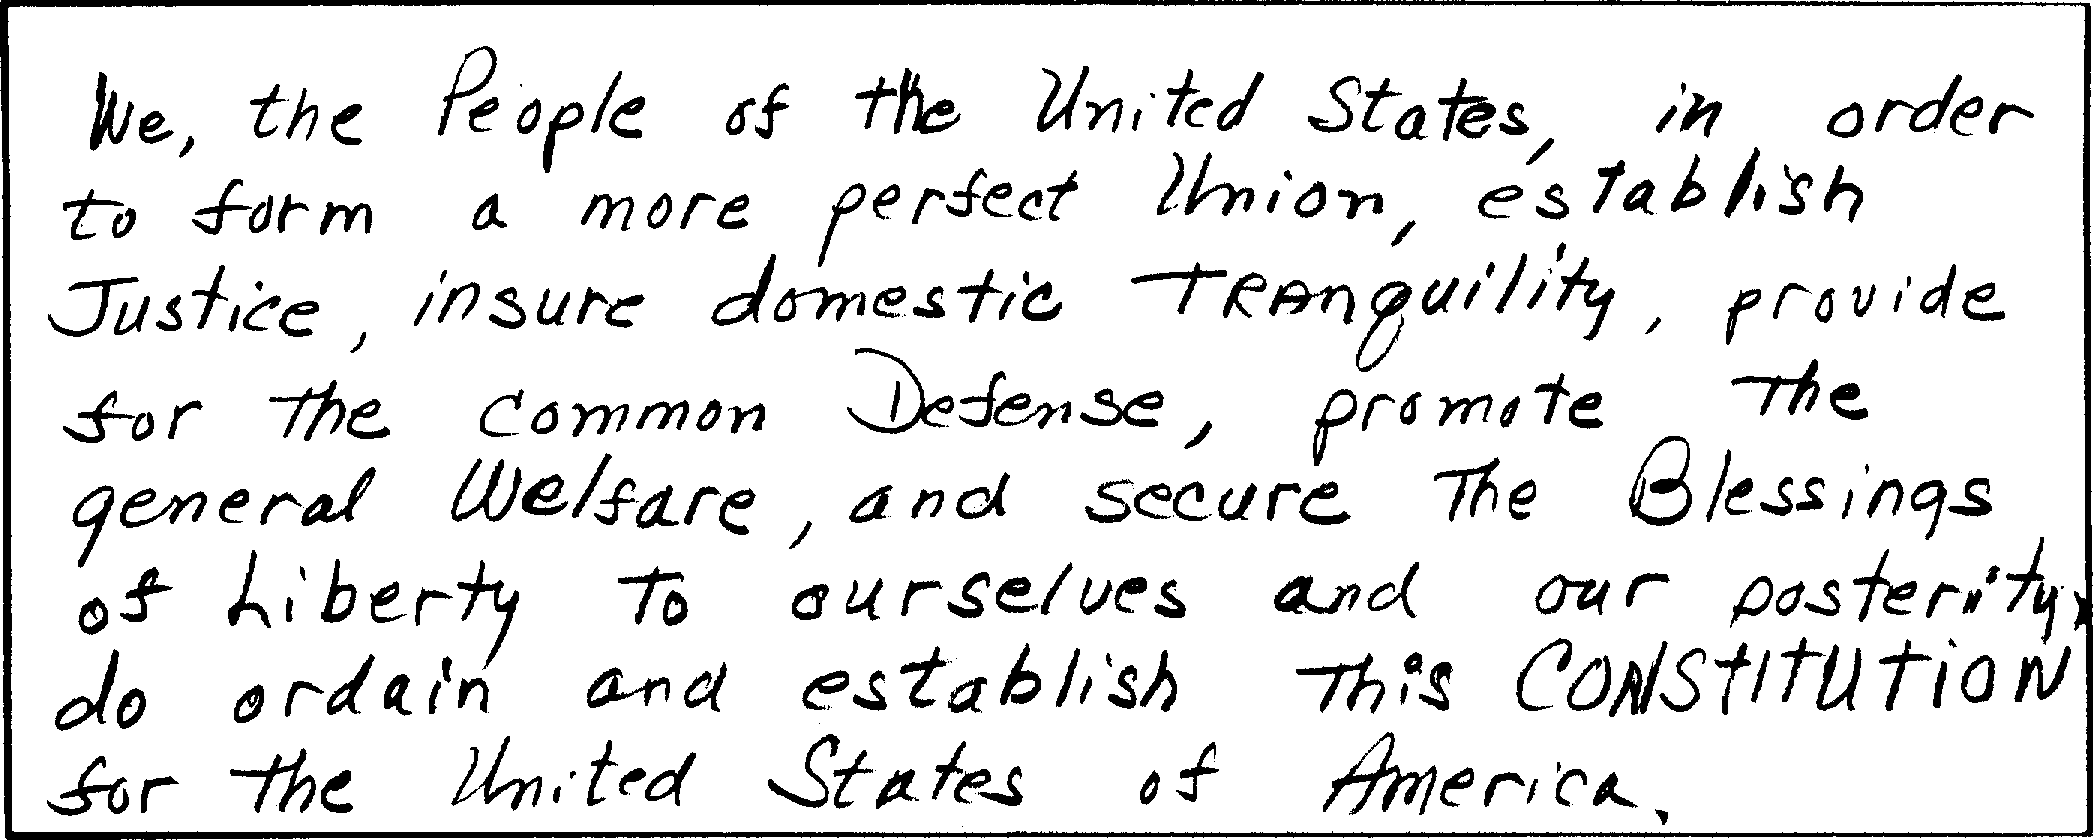 We, the People of the United States, in order
to form a more perfect Union, establish
Justice, insure domestic TRAnquility, provide
for the common Defense, promote the
general Welfare, and secure the Blessings
of Liberty to ourselves and our posterity,
do ordain and establish this CONSTITUTION
for the United States of America.